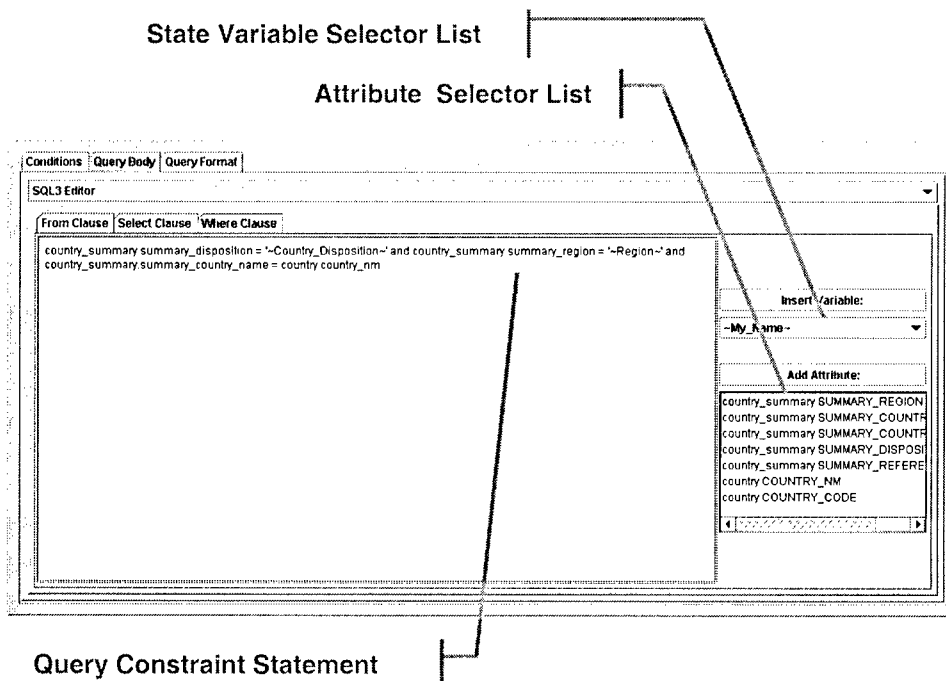 State Variable Selector List
Attribute Selector List
Conditions Query Body Query Format
SQL3 Editor
From Clause Select Clause Where Clause
country_summary summary_disposition = '~Country_Disposition~' and country_summary summary_region = '~Region~' and
country_summary.summary_country_name = country country_nm
Insert Variable:
~My_Name~
Add Attribute:
country_summary SUMMARY_REGION
country_summary SUMMARY_COUNTR
country_summary SUMMARY_COUNTR
country_summary SUMMARY_DISPOSI
country_summary SUMMARY_REFERE
country COUNTRY_NM
country COUNTRY_CODE
Query Constraint Statement